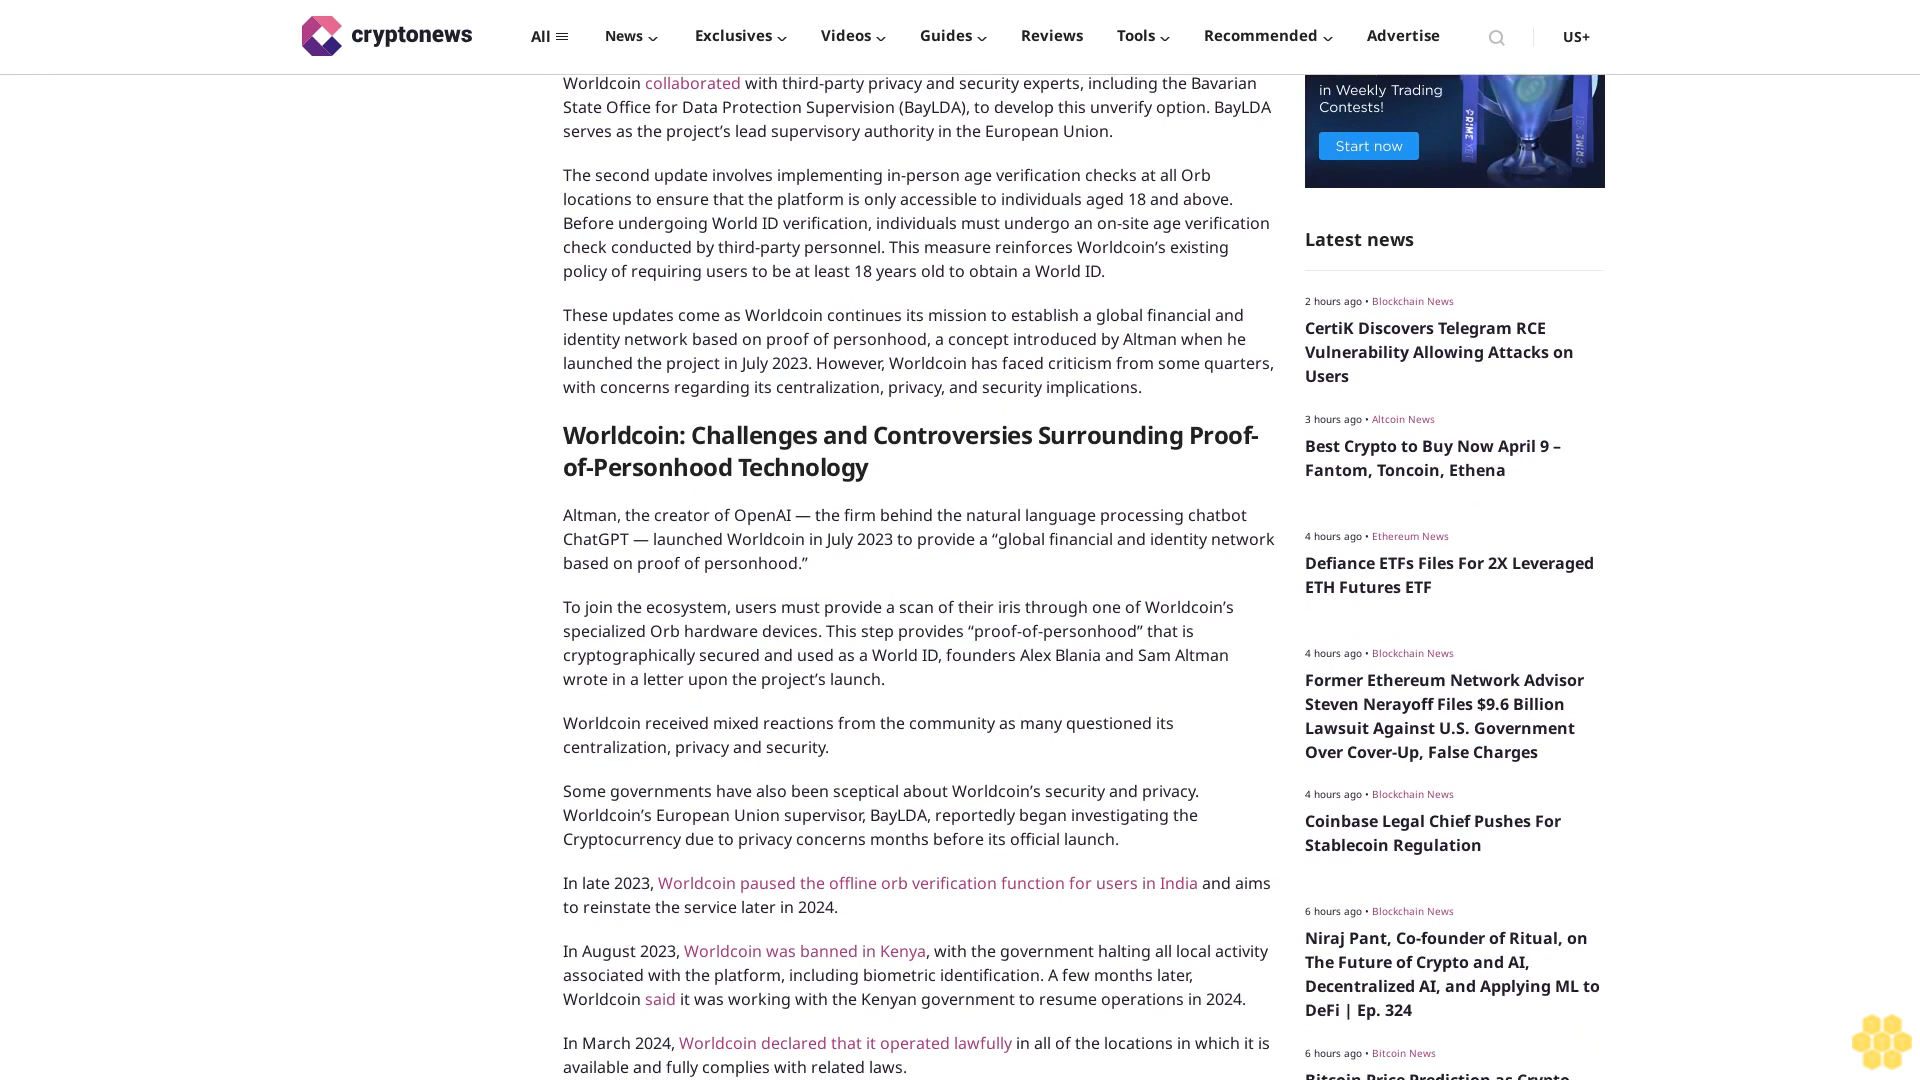 cryptonews
All
News
Exclusives
Videos
Guides
Reviews
Tools
Recommended
Advertise
US+
Worldcoin collaborated with third-party privacy and security experts, including the Bavarian
State Office for Data Protection Supervision (BayLDA), to develop this unverify option. BayLDA
serves as the project’s lead supervisory authority in the European Union.
The second update involves implementing in-person age verification checks at all Orb
locations to ensure that the platform is only accessible to individuals aged 18 and above.
Before undergoing World ID verification, individuals must undergo an on-site age verification
check conducted by third-party personnel. This measure reinforces Worldcoin’s existing
policy of requiring users to be at least 18 years old to obtain a World ID.
These updates come as Worldcoin continues its mission to establish a global financial and
identity network based on proof of personhood, a concept introduced by Altman when he
launched the project in July 2023. However, Worldcoin has faced criticism from some quarters,
with concerns regarding its centralization, privacy, and security implications.
Worldcoin: Challenges and Controversies Surrounding Proof-
of-Personhood Technology
Altman, the creator of OpenAI — the firm behind the natural language processing chatbot
ChatGPT — launched Worldcoin in July 2023 to provide a “global financial and identity network
based on proof of personhood.”
To join the ecosystem, users must provide a scan of their iris through one of Worldcoin’s
specialized Orb hardware devices. This step provides “proof-of-personhood” that is
cryptographically secured and used as a World ID, founders Alex Blania and Sam Altman
wrote in a letter upon the project’s launch.
Worldcoin received mixed reactions from the community as many questioned its
centralization, privacy and security.
Some governments have also been sceptical about Worldcoin’s security and privacy.
Worldcoin’s European Union supervisor, BayLDA, reportedly began investigating the
Cryptocurrency due to privacy concerns months before its official launch.
In late 2023, Worldcoin paused the offline orb verification function for users in India and aims
to reinstate the service later in 2024.
In August 2023, Worldcoin was banned in Kenya, with the government halting all local activity
associated with the platform, including biometric identification. A few months later,
Worldcoin said it was working with the Kenyan government to resume operations in 2024.
In March 2024, Worldcoin declared that it operated lawfully in all of the locations in which it is
available and fully complies with related laws.
in Weekly Trading
Contests!
Start now
PRIME
PRIME
Latest news
2 hours ago • Blockchain News
CertiK Discovers Telegram RCE
Vulnerability Allowing Attacks on
Users
3 hours ago • Altcoin News
Best Crypto to Buy Now April 9 –
Fantom, Toncoin, Ethena
4 hours ago • Ethereum News
Defiance ETFs Files For 2X Leveraged
ETH Futures ETF
4 hours ago • Blockchain News
Former Ethereum Network Advisor
Steven Nerayoff Files $9.6 Billion
Lawsuit Against U.S. Government
Over Cover-Up, False Charges
4 hours ago • Blockchain News
Coinbase Legal Chief Pushes For
Stablecoin Regulation
6 hours ago • Blockchain News
Niraj Pant, Co-founder of Ritual, on
The Future of Crypto and AI,
Decentralized AI, and Applying ML to
DeFi | Ep. 324
6 hours ago • Bitcoin News
Bitcoin Price Prediction as Crypto